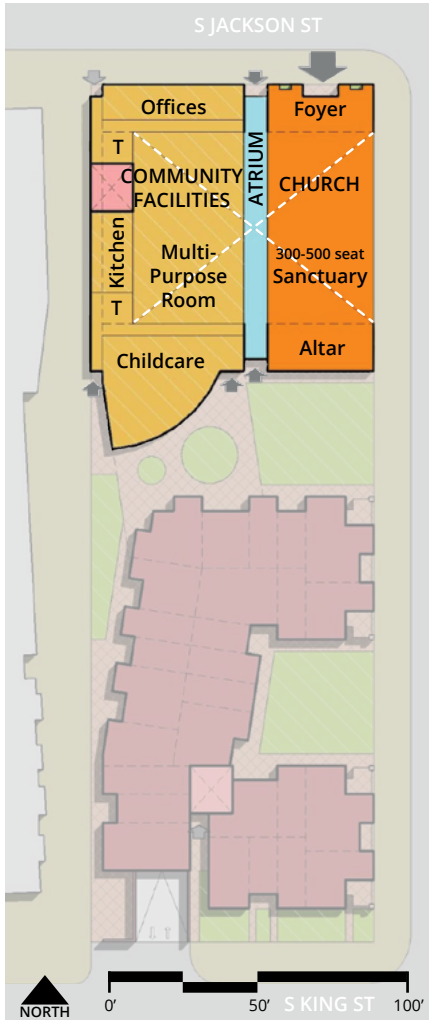 S JACKSON ST
Offices
Foyer
T
COMMUNITY
FACILITIES
ATRIUM
CHURCH
Kitchen
Multi-
Purpose
Room
300-500 seat
Sanctuary
T
Childcare
Altar
NORTH
0'
50'
100'
S KING ST